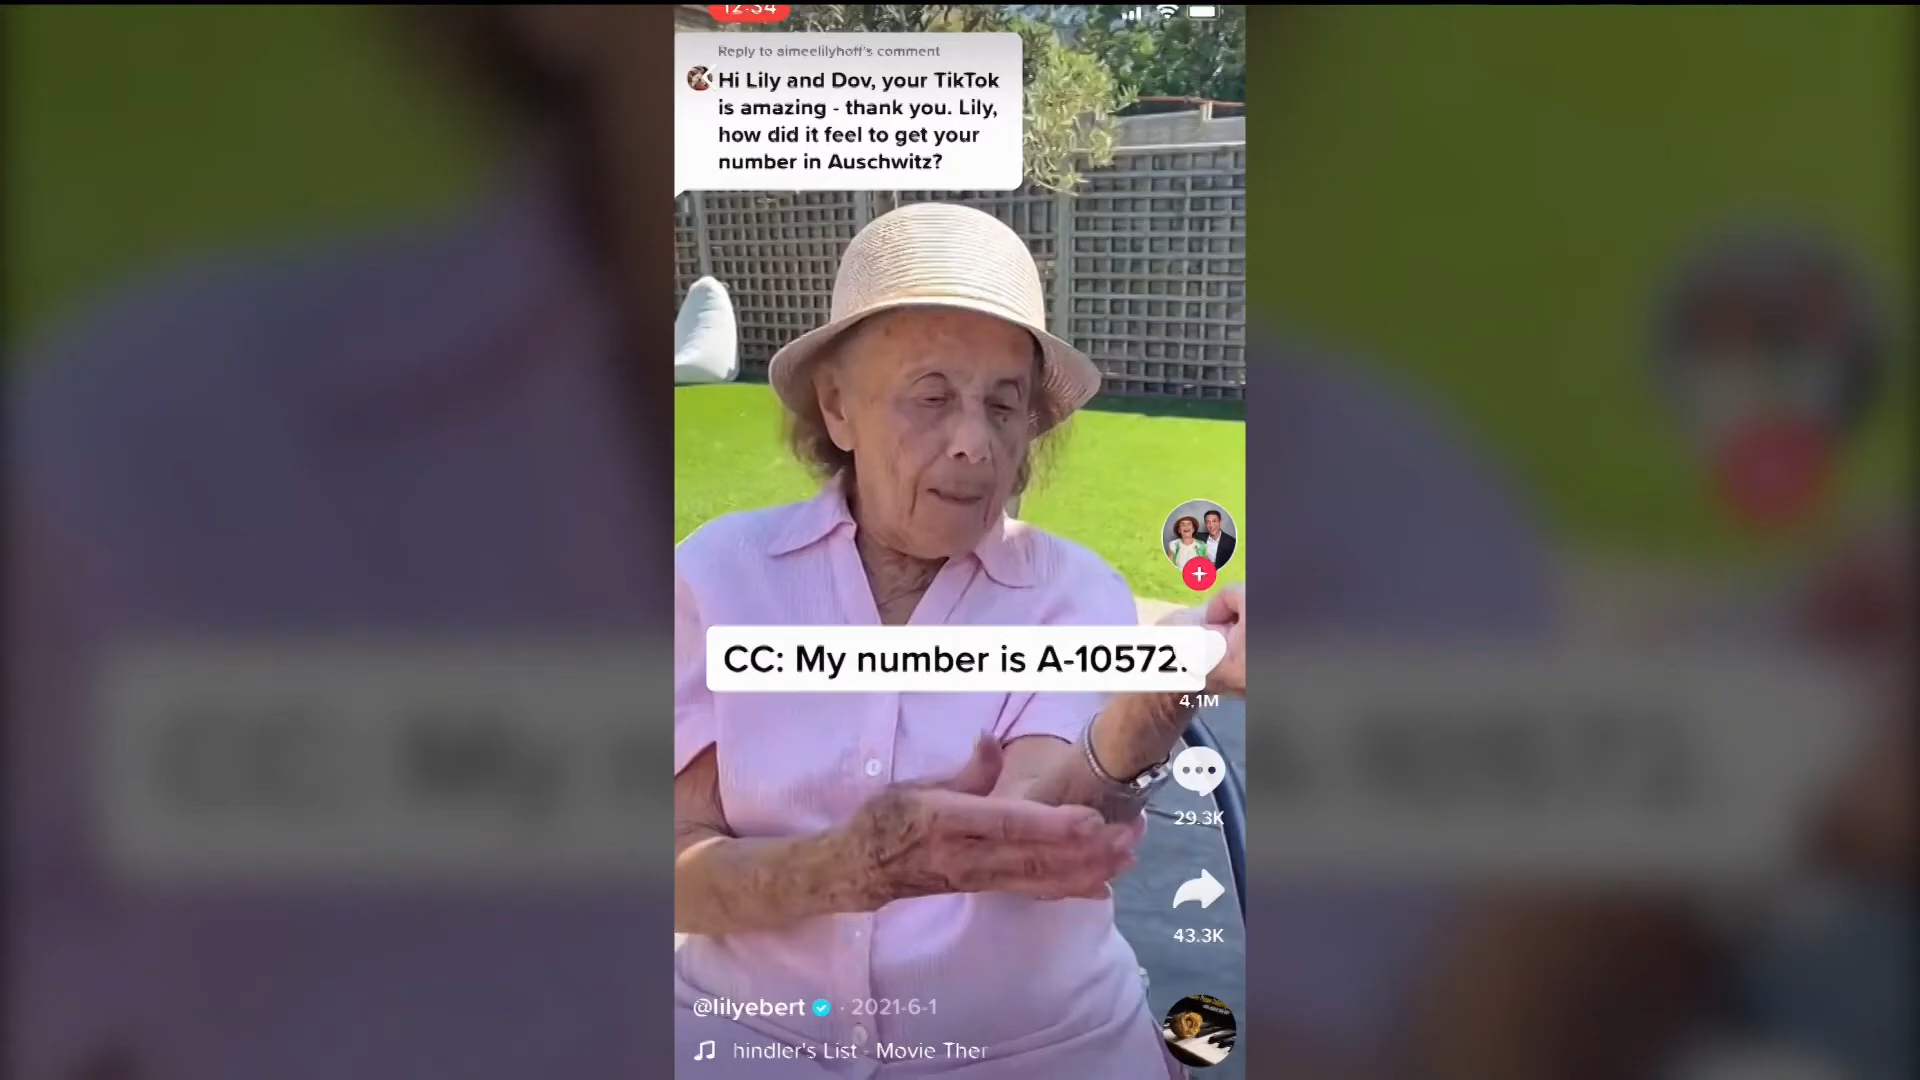 12:34
Reply to aimeelilyhoff's comment
Hi Lily and Dov, your TikTok
is amazing - thank you. Lily,
how did it feel to get your
number in Auschwitz?
CC: My number is A-10572.
4.1M
29.3K
43.3K
@lilyebert · 2021-6-1
hindler's List - Movie Ther